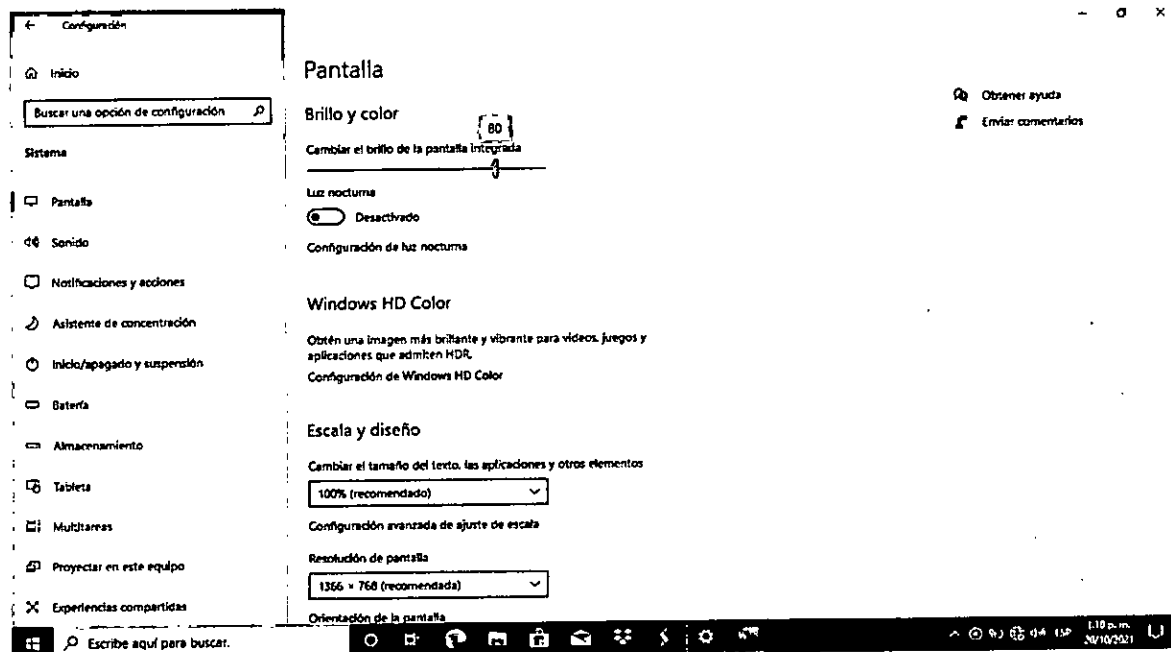 Configuración
Inicio
Buscar una opción de configuración
Sistema
Pantalla
Sonido
Notificaciones y acciones
Asistente de concentración
Inicio/apagado y suspensión
Batería
Almacenamiento
Tableta
Multitareas
Proyectar en este equipo
Experiencias compartidas
Pantalla
Brillo y color
80
Cambiar el brillo de la pantalla integrada
Luz nocturna
Desactivado
Configuración de luz nocturna
Windows HD Color
Obtén una imagen más brillante y vibrante para videos, juegos y
aplicaciones que admiten HDR.
Configuración de Windows HD Color
Escala y diseño
Cambiar el tamaño del texto, las aplicaciones y otros elementos
100% (recomendado)
Configuración avanzada de ajuste de escala
Resolución de pantalla
1366 × 768 (recomendada)
Orientación de la pantalla
Obtener ayuda
Enviar comentarios
Escribe aquí para buscar.
ESP
1:10 p. m.
20/10/2021